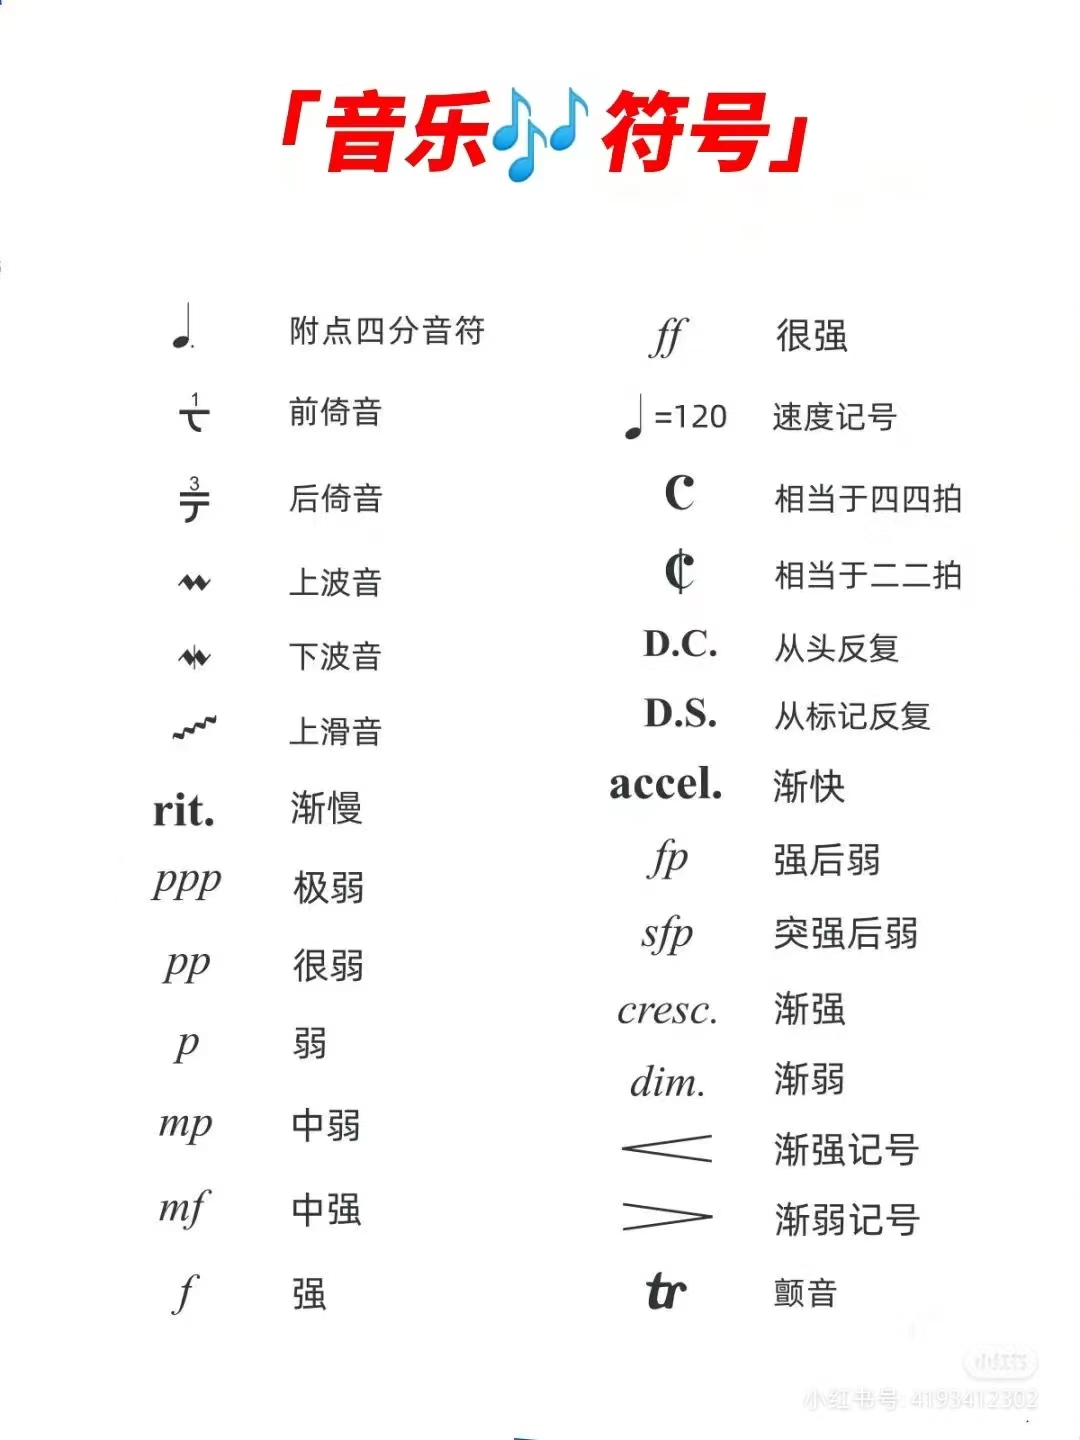 「音乐🎶符号」
附点四分音符
1 前倚音
3 后倚音
上波音
下波音
上滑音
rit. 渐慢
ppp 极弱
pp 很弱
p 弱
mp 中弱
mf 中强
f 强
ff 很强
♩=120 速度记号
C 相当于四四拍
¢ 相当于二二拍
D.C. 从头反复
D.S. 从标记反复
accel. 渐快
fp 强后弱
sfp 突强后弱
cresc. 渐强
dim. 渐弱
渐强记号
渐弱记号
tr 颤音
小红书
小红书号: 4193412302